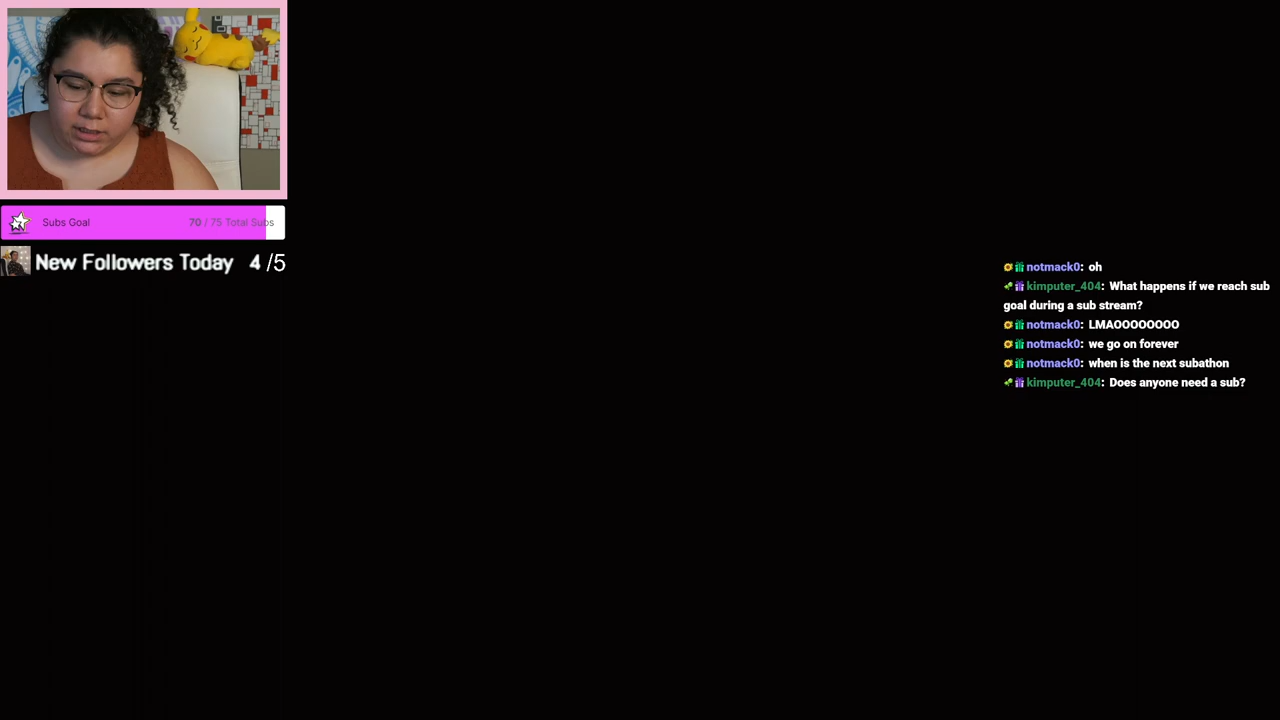 Subs Goal 70 / 75 Total Subs
New Followers Today 4 /5
notmack0: oh
kimputer_404: What happens if we reach sub
goal during a sub stream?
notmack0: LMAOOOOOOOO
notmack0: we go on forever
notmack0: when is the next subathon
kimputer_404: Does anyone need a sub?